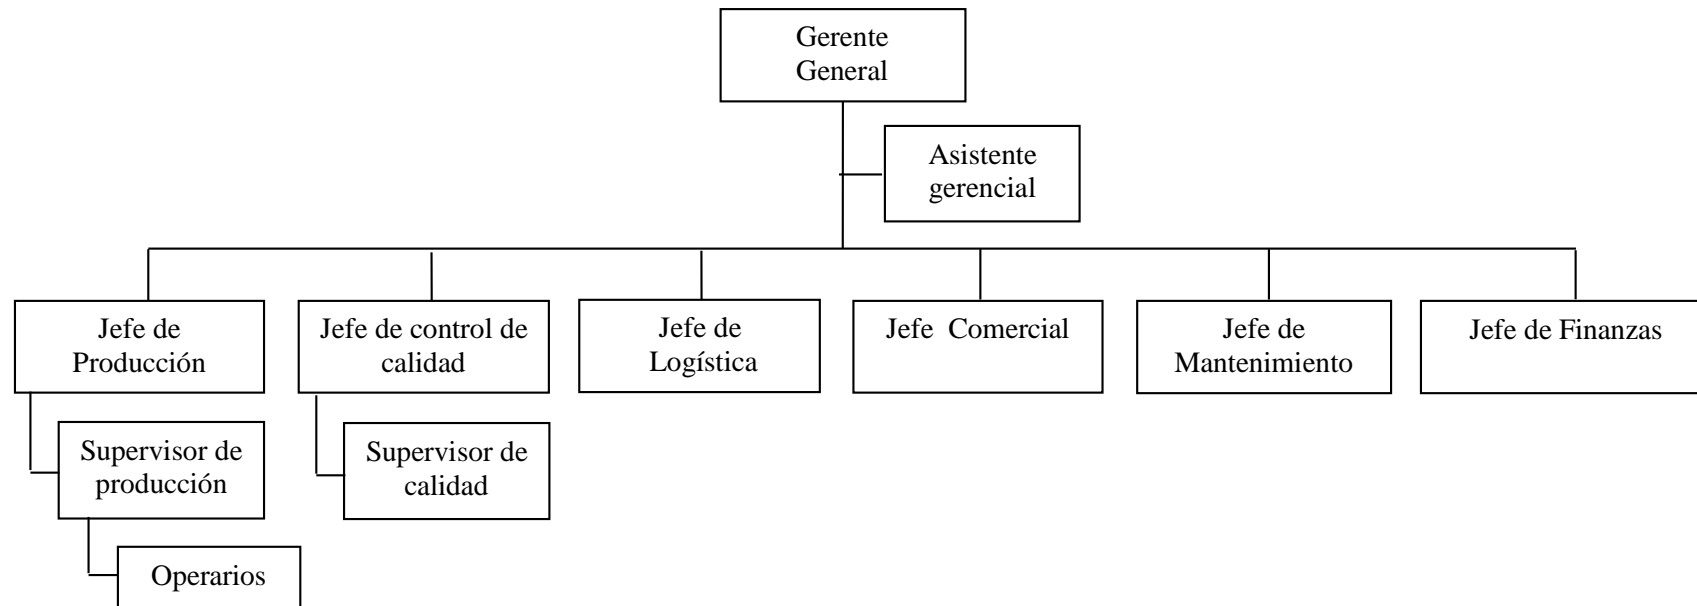 Gerente
General
Asistente
gerencial
Jefe de
Producción
Jefe de control de
calidad
Jefe de
Logística
Jefe  Comercial
Jefe de
Mantenimiento
Jefe de Finanzas
Supervisor de
producción
Supervisor de
calidad
Operarios